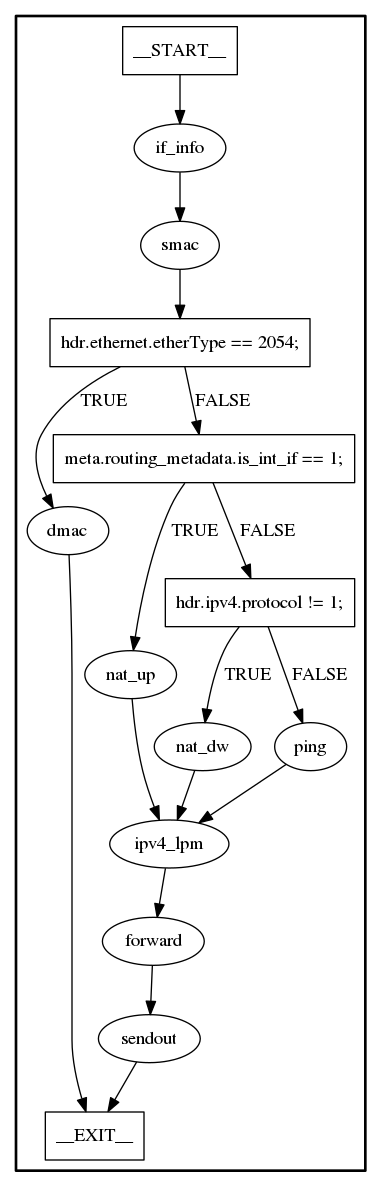 __START__
if_info
smac
hdr.ethernet.etherType == 2054;
TRUE
FALSE
meta.routing_metadata.is_int_if == 1;
dmac
TRUE
FALSE
hdr.ipv4.protocol != 1;
nat_up
TRUE
FALSE
nat_dw
ping
ipv4_lpm
forward
sendout
__EXIT__